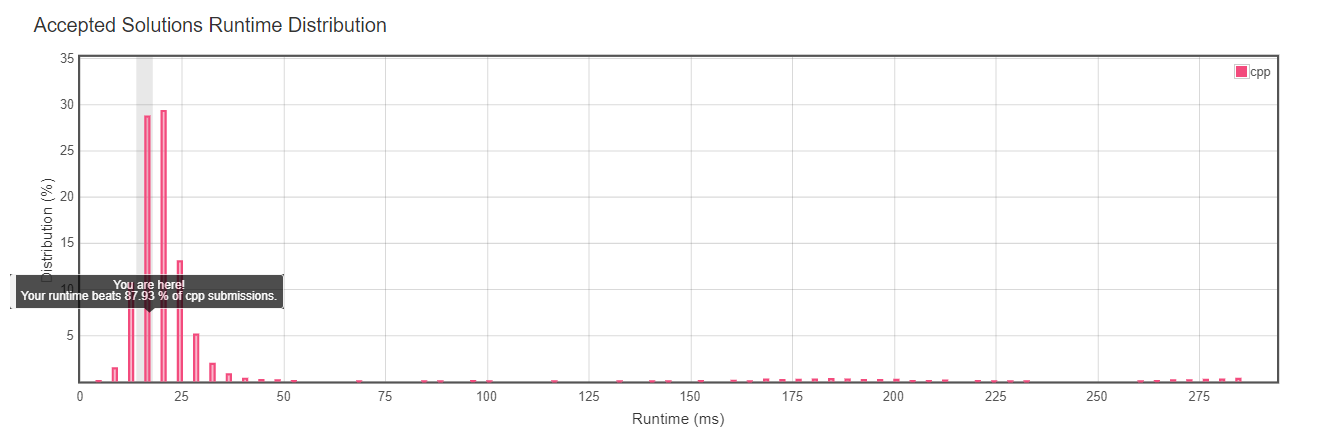 Accepted Solutions Runtime Distribution
35
cpp
30
25
20
15
10
5
Distribution (%)
You are here!
Your runtime beats 87.93 % of cpp submissions.
0 25 50 75 100 125 150 175 200 225 250 275
Runtime (ms)